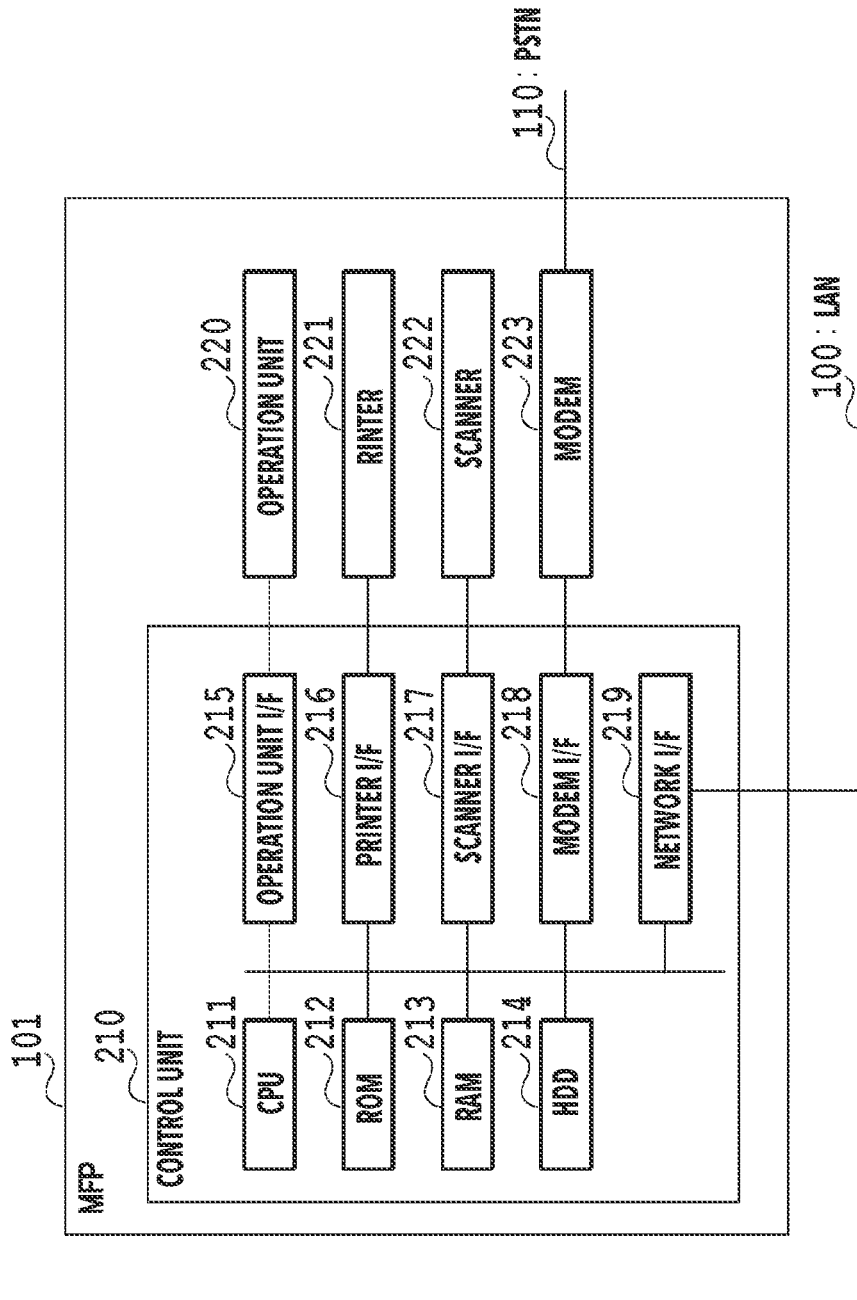 101
MFP
210
CONTROL UNIT
211
CPU
215
OPERATION UNIT I/F
220
OPERATION UNIT
212
ROM
216
PRINTER I/F
221
RINTER
213
RAM
217
SCANNER I/F
222
SCANNER
214
HDD
218
MODEM I/F
223
MODEM
110: PSTN
219
NETWORK I/F
100: LAN